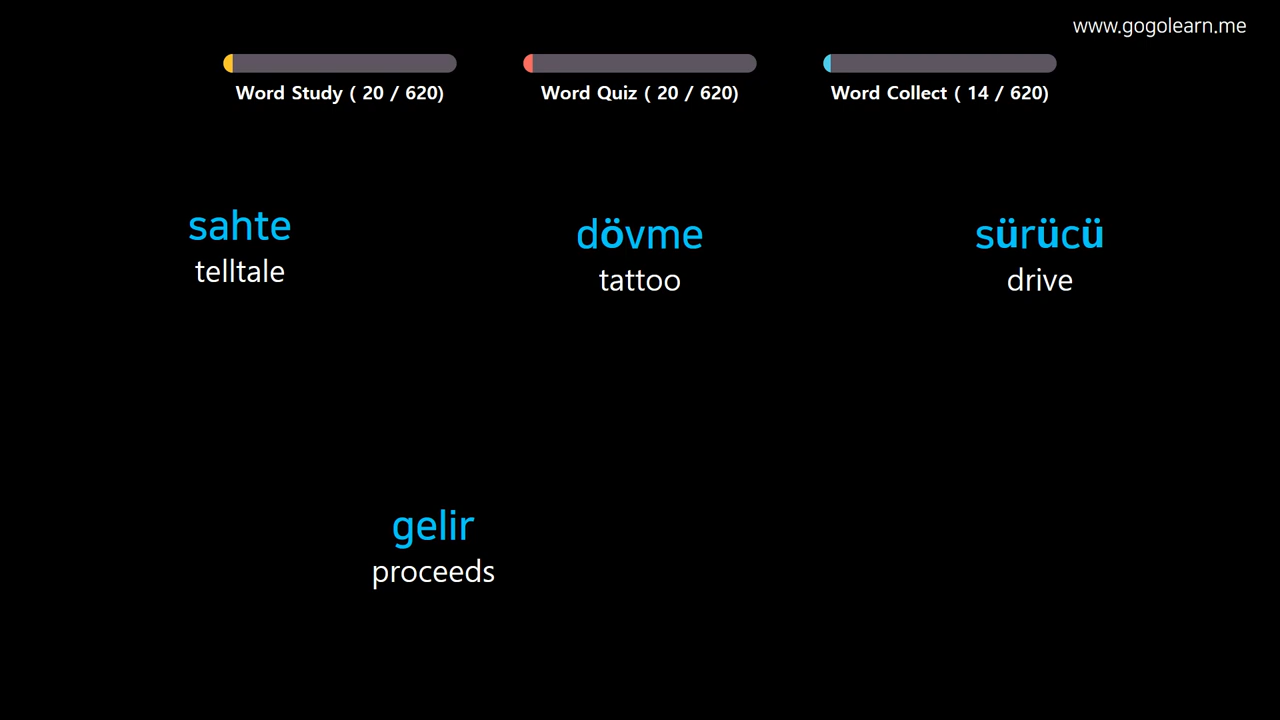 www.gogolearn.me
Word Study ( 20 / 620)
Word Quiz ( 20 / 620)
Word Collect ( 14 / 620)
sahte
telltale
dövme
tattoo
sürücü
drive
gelir
proceeds